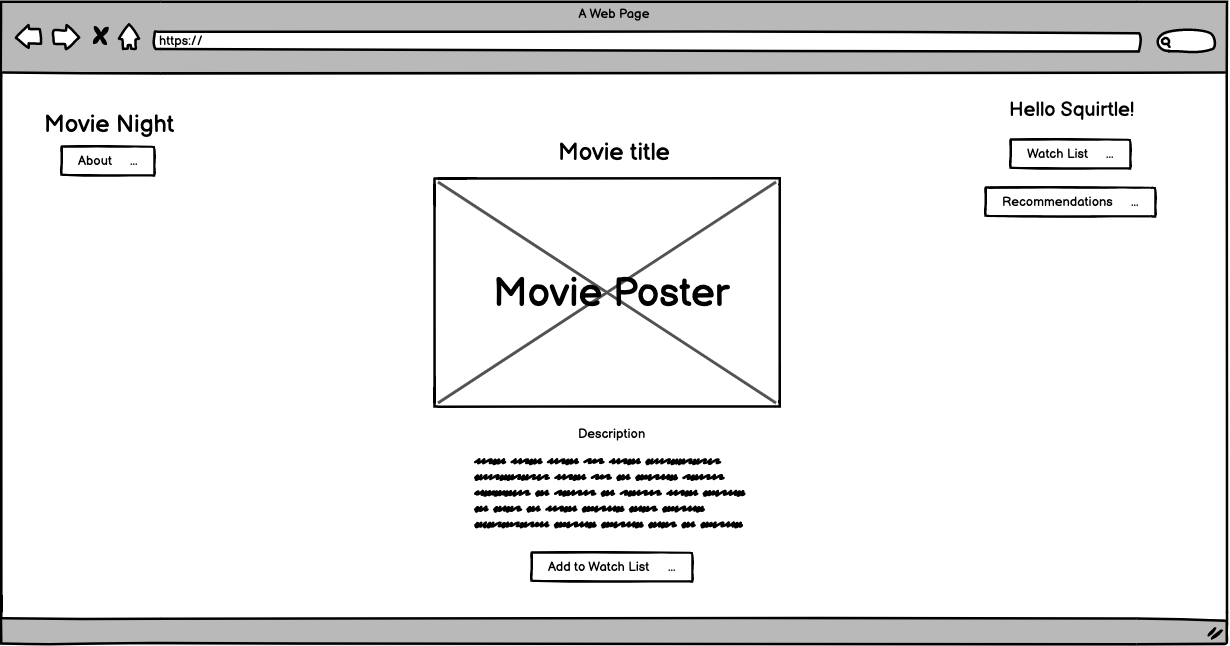 A Web Page
https://
Movie Night
About ...
Hello Squirtle!
Watch List ...
Recommendations ...
Movie title
Movie Poster
Description
Add to Watch List ...